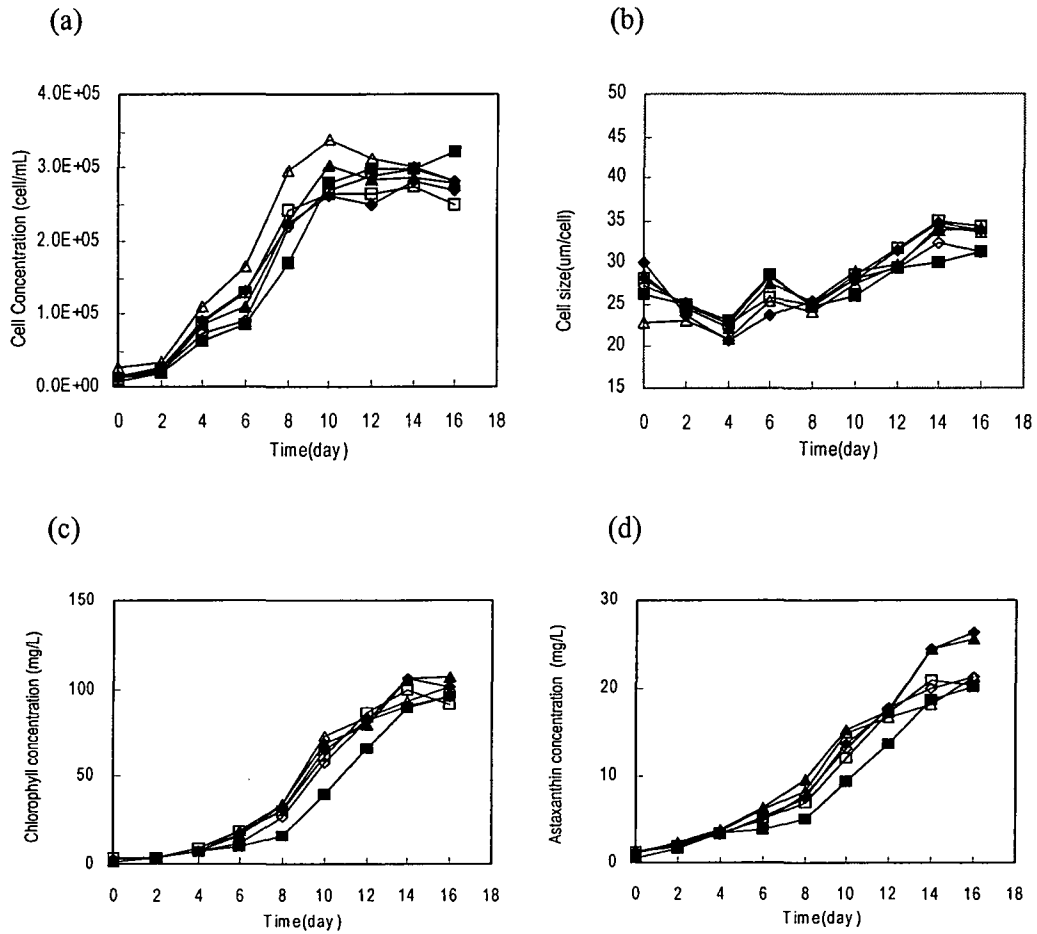 (a)
(b)
4.0E+05
3.0E+05
2.0E+05
1.0E+05
0.0E+00
Cell Concentration (cell/mL)
0 2 4 6 8 10 12 14 16 18
Time(day)
50
45
40
35
30
25
20
15
Cell size(um/cell)
0 2 4 6 8 10 12 14 16 18
Time(day)
(c)
(d)
150
100
50
0
Chlorophyll concentration (mg/L)
0 2 4 6 8 10 12 14 16 18
Time(day)
30
20
10
0
Astaxanthin concentration (mg/L)
0 2 4 6 8 10 12 14 16 18
Time(day)